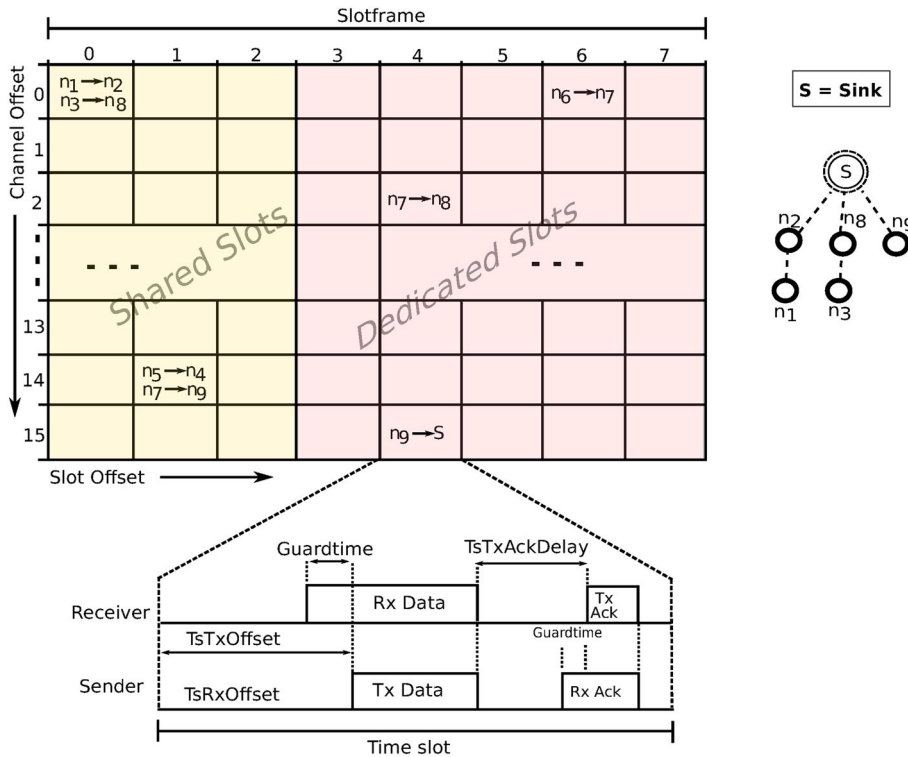 Slotframe
0 1 2 3 4 5 6 7
Channel Offset
0
n1→n2
n3→n8
n6→n7
1
2
n7→n8
Shared Slots
Dedicated Slots
13
14
n5→n4
n7→n9
15
n9→S
Slot Offset
S = Sink
S
n2
n8
n9
n1
n3
Guardtime
TsTxAckDelay
Receiver
Rx Data
Tx
Ack
TsTxOffset
Guardtime
Sender
TsRxOffset
Tx Data
Rx Ack
Time slot